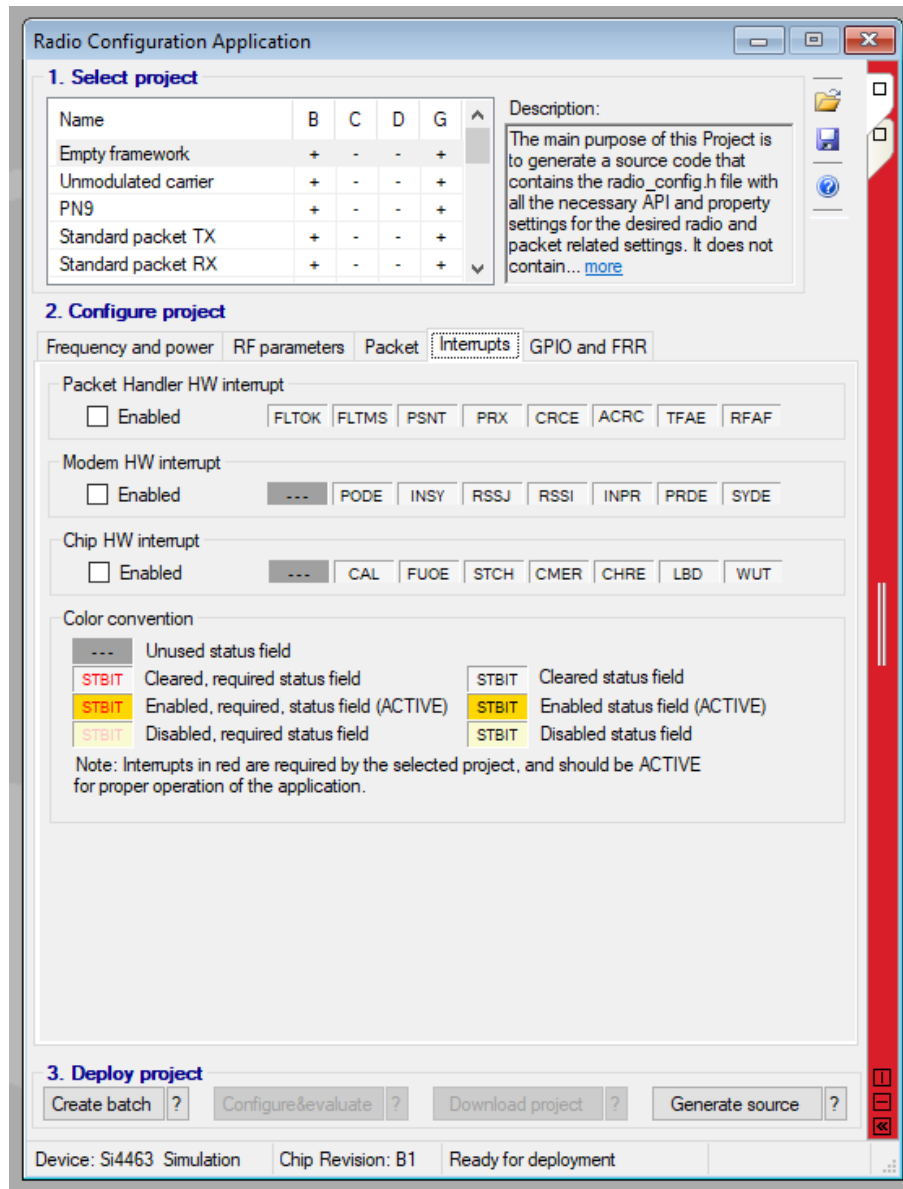 Radio Configuration Application
1. Select project
Name B C D G
Empty framework + - - +
Unmodulated carrier + - - +
PN9 + - - +
Standard packet TX + - - +
Standard packet RX + - - +
Description:
The main purpose of this Project is
to generate a source code that
contains the radio_config.h file with
all the necessary API and property
settings for the desired radio and
packet related settings. It does not
contain... more
2. Configure project
Frequency and power RF parameters Packet Interrupts GPIO and FRR
Packet Handler HW interrupt
Enabled FLTOK FLTMS PSNT PRX CRCE ACRC TFAE RFAF
Modem HW interrupt
Enabled --- PODE INSY RSSJ RSSI INPR PRDE SYDE
Chip HW interrupt
Enabled --- CAL FUOE STCH CMER CHRE LBD WUT
Color convention
--- Unused status field
STBIT Cleared, required status field STBIT Cleared status field
STBIT Enabled, required, status field (ACTIVE) STBIT Enabled status field (ACTIVE)
STBIT Disabled, required status field STBIT Disabled status field
Note: Interrupts in red are required by the selected project, and should be ACTIVE
for proper operation of the application.
3. Deploy project
Create batch ? Configure&evaluate ? Download project ? Generate source ?
Device: Si4463 Simulation Chip Revision: B1 Ready for deployment